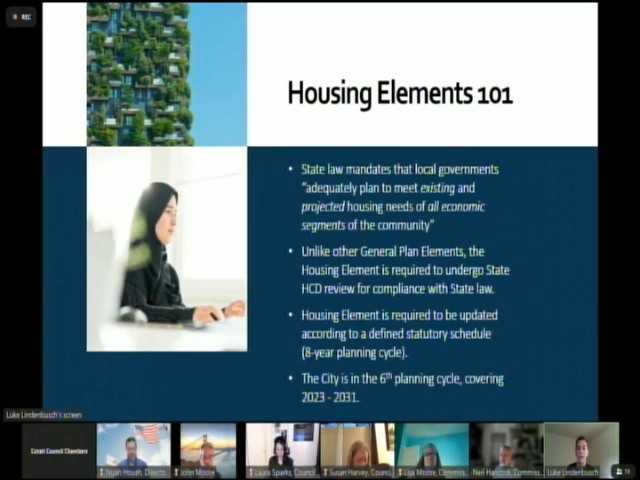 REC
Housing Elements 101
• State law mandates that local governments
"adequately plan to meet existing and
projected housing needs of all economic
segments of the community"
• Unlike other General Plan Elements, the
Housing Element is required to undergo State
HCD review for compliance with State law.
• Housing Element is required to be updated
according to a defined statutory schedule
(8-year planning cycle).
• The City is in the 6th planning cycle, covering
2023 - 2031.
Luke Lindenbusch's screen
Cotati Council Chambers
Noah Housh, Directo...
John Moore
Laura Sparks, Council...
Susan Harvey, Counc...
Lisa Moore, Commiss...
Neil Hancock, Commiss...
Luke Lindenbusch